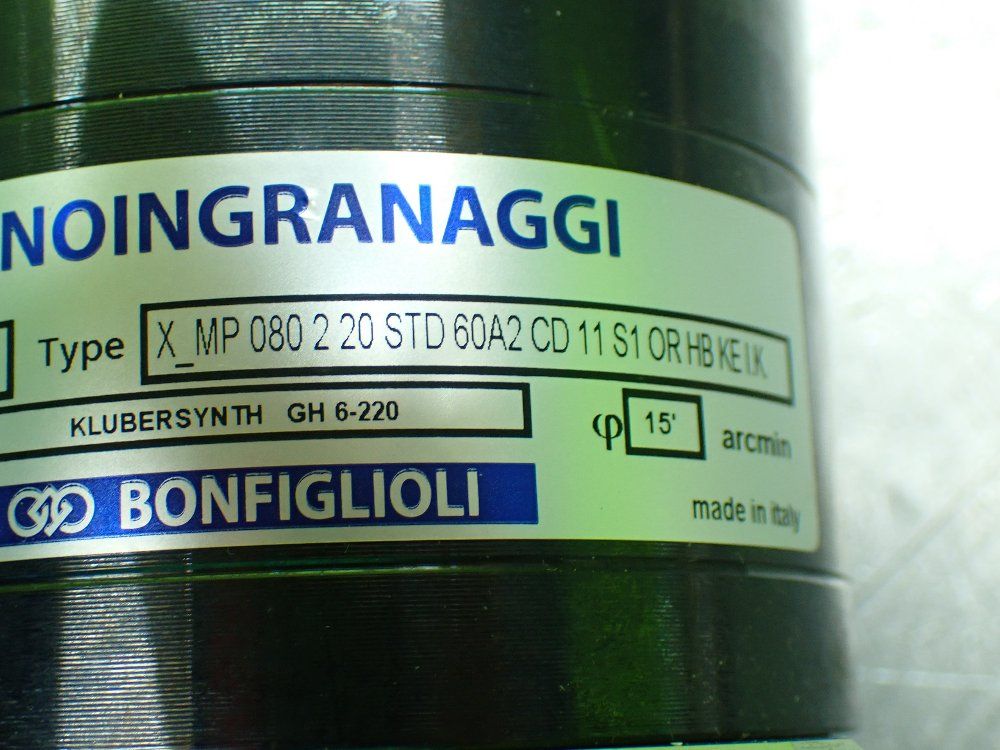 NOINGRANAGGI
Type X_MP 080 2 20 STD 60A2 CD 11 S1 OR HB KE I.K
KLUBERSYNTH GH 6-220
φ 15' arcmin
BONFIGLIOLI
made in italy